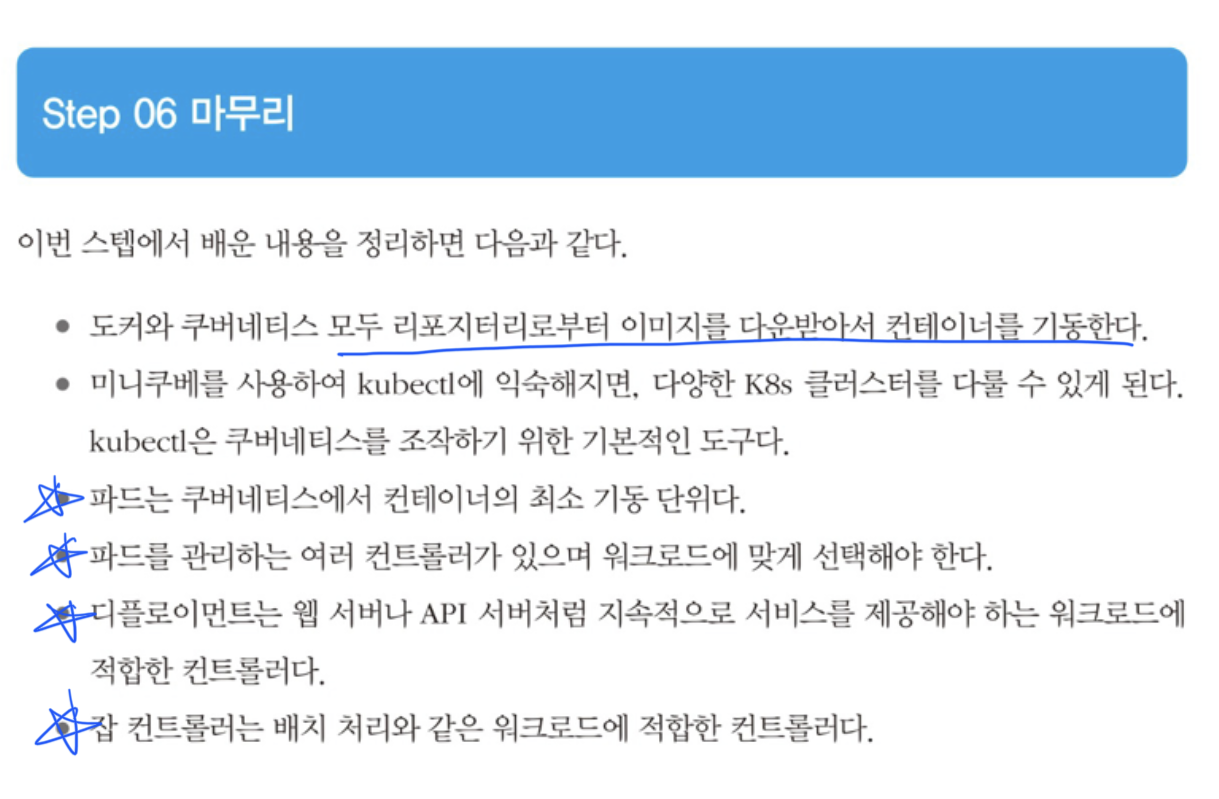 Step 06 마무리
이번 스텝에서 배운 내용을 정리하면 다음과 같다.
● 도커와 쿠버네티스 모두 리포지터리로부터 이미지를 다운받아서 컨테이너를 기동한다.
● 미니쿠베를 사용하여 kubectl에 익숙해지면, 다양한 K8s 클러스터를 다룰 수 있게 된다.
kubectl은 쿠버네티스를 조작하기 위한 기본적인 도구다.
● 파드는 쿠버네티스에서 컨테이너의 최소 기동 단위다.
● 파드를 관리하는 여러 컨트롤러가 있으며 워크로드에 맞게 선택해야 한다.
● 디플로이먼트는 웹 서버나 API 서버처럼 지속적으로 서비스를 제공해야 하는 워크로드에
적합한 컨트롤러다.
● 잡 컨트롤러는 배치 처리와 같은 워크로드에 적합한 컨트롤러다.